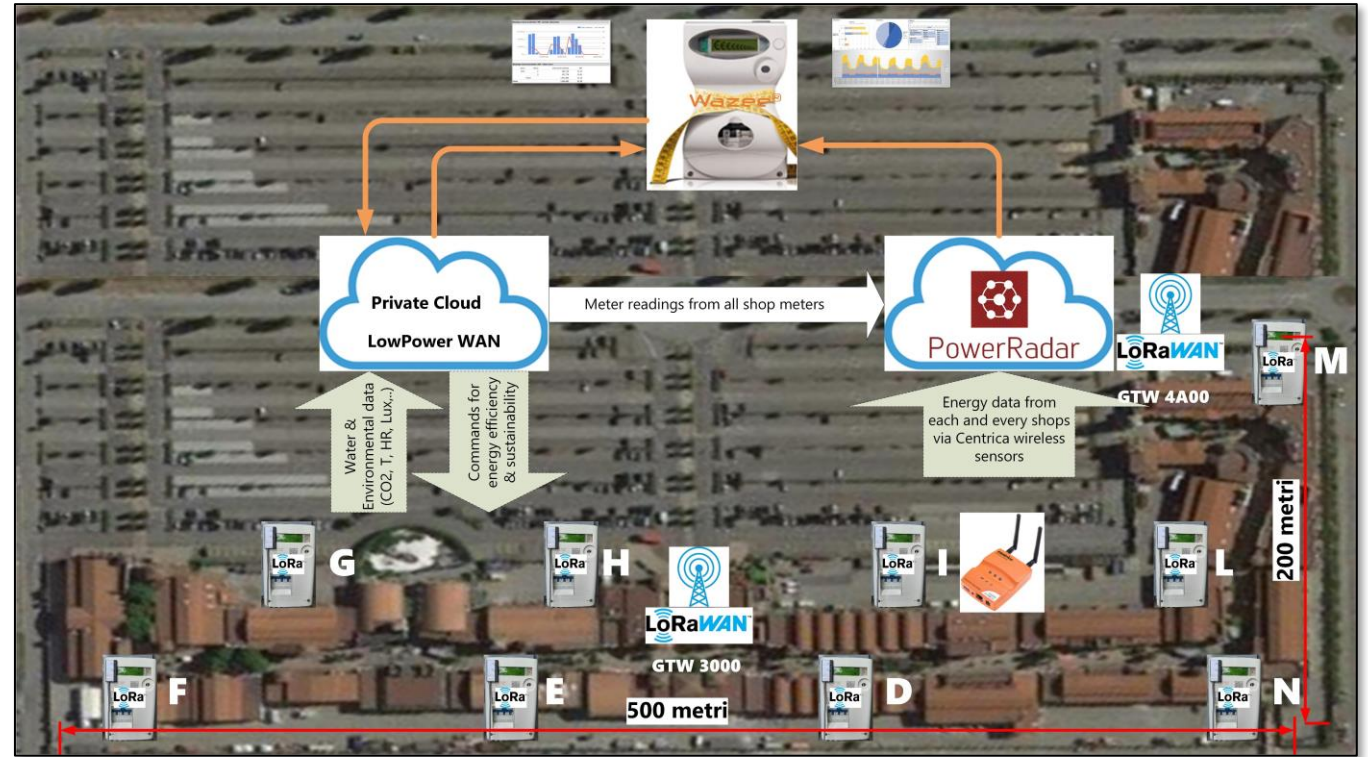 Wazee
Private Cloud
LowPower WAN
Meter readings from all shop meters
PowerRadar
LoRaWAN™
GTW 4A00
LoRa
M
Water &
Environmental data
(CO2, T, HR, Lux,..)
Commands for
energy efficiency
& sustainability
Energy data from
each and every shops
via Centrica wireless
sensors
200 metri
LoRa
G
LoRa
H
LoRa
I
LoRa
L
LoRaWAN
GTW 3000
LoRa
F
LoRa
E
LoRa
D
LoRa
N
500 metri